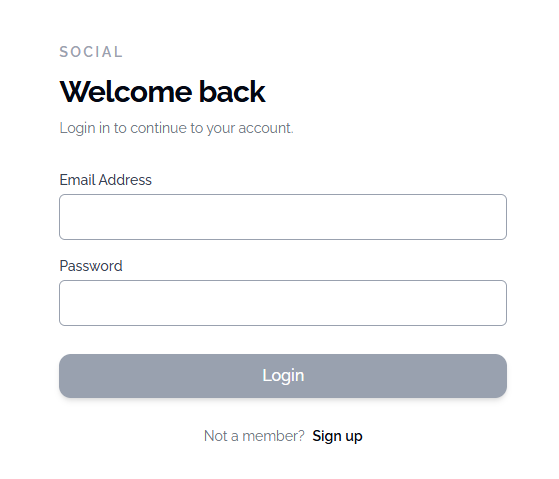 SOCIAL
Welcome back
Login in to continue to your account.
Email Address
Password
Login
Not a member? Sign up